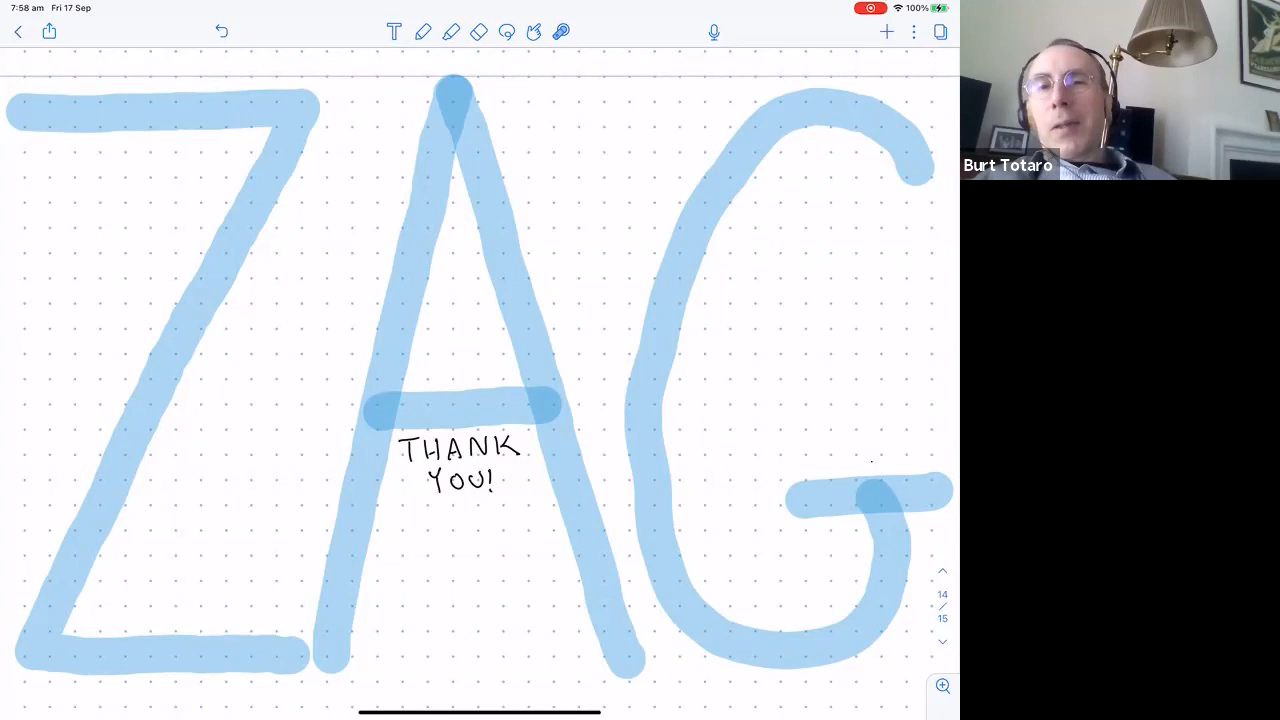 7:58 am Fri 17 Sep
100%
T
ZAG
THANK
YOU!
14
/
15
Burt Totaro